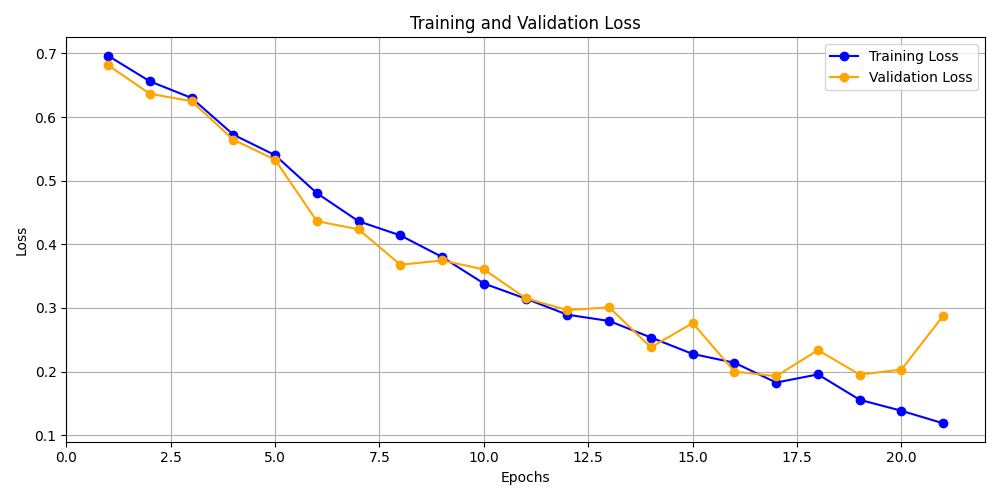 Training and Validation Loss
Training Loss
Validation Loss
0.7
0.6
0.5
0.4
0.3
0.2
0.1
Loss
0.0 2.5 5.0 7.5 10.0 12.5 15.0 17.5 20.0
Epochs